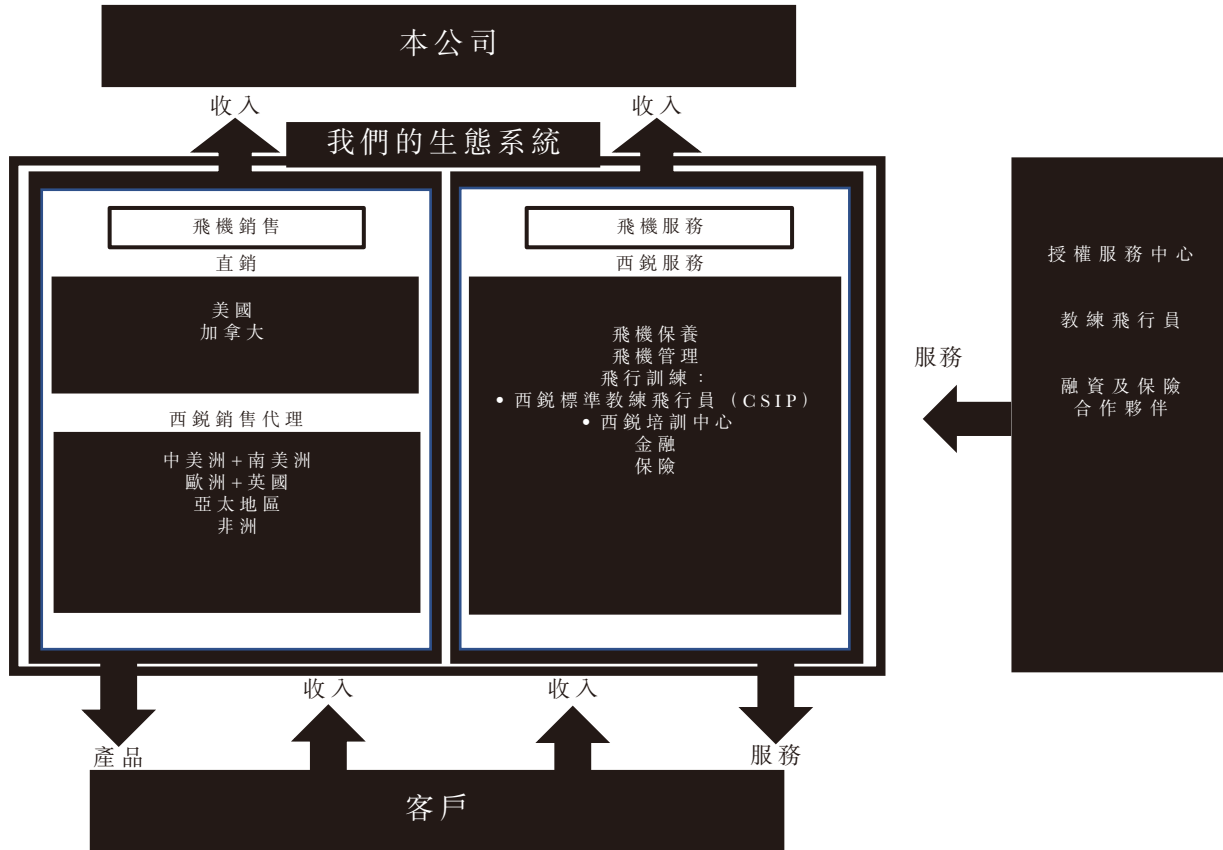 本公司
收入
收入
我們的生態系統
飛機銷售
直銷
美國
加拿大
西銳銷售代理
中美洲+南美洲
歐洲+英國
亞太地區
非洲
飛機服務
西銳服務
飛機保養
飛機管理
飛行訓練：
• 西銳標準教練飛行員（CSIP）
• 西銳培訓中心
金融
保險
服務
授權服務中心
教練飛行員
融資及保險
合作夥伴
產品
收入
收入
服務
客戶